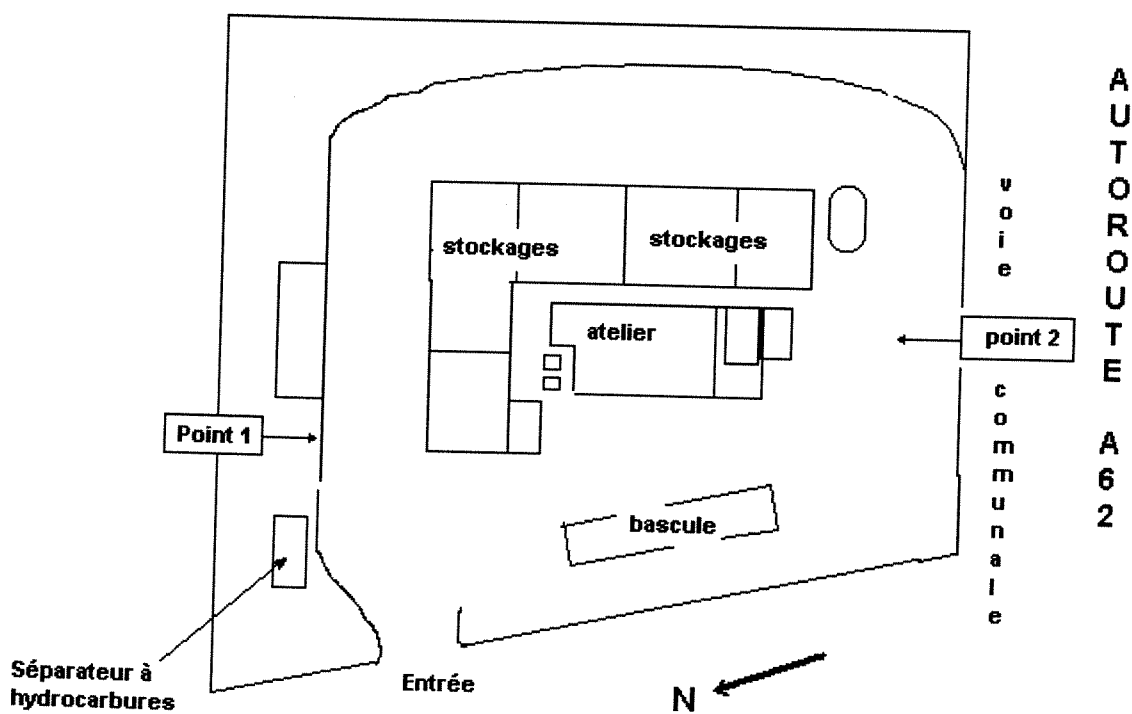 AUTOROUTE A62
voie communale
stockages
stockages
atelier
point 2
Point 1
bascule
Séparateur à
hydrocarbures
Entrée
N